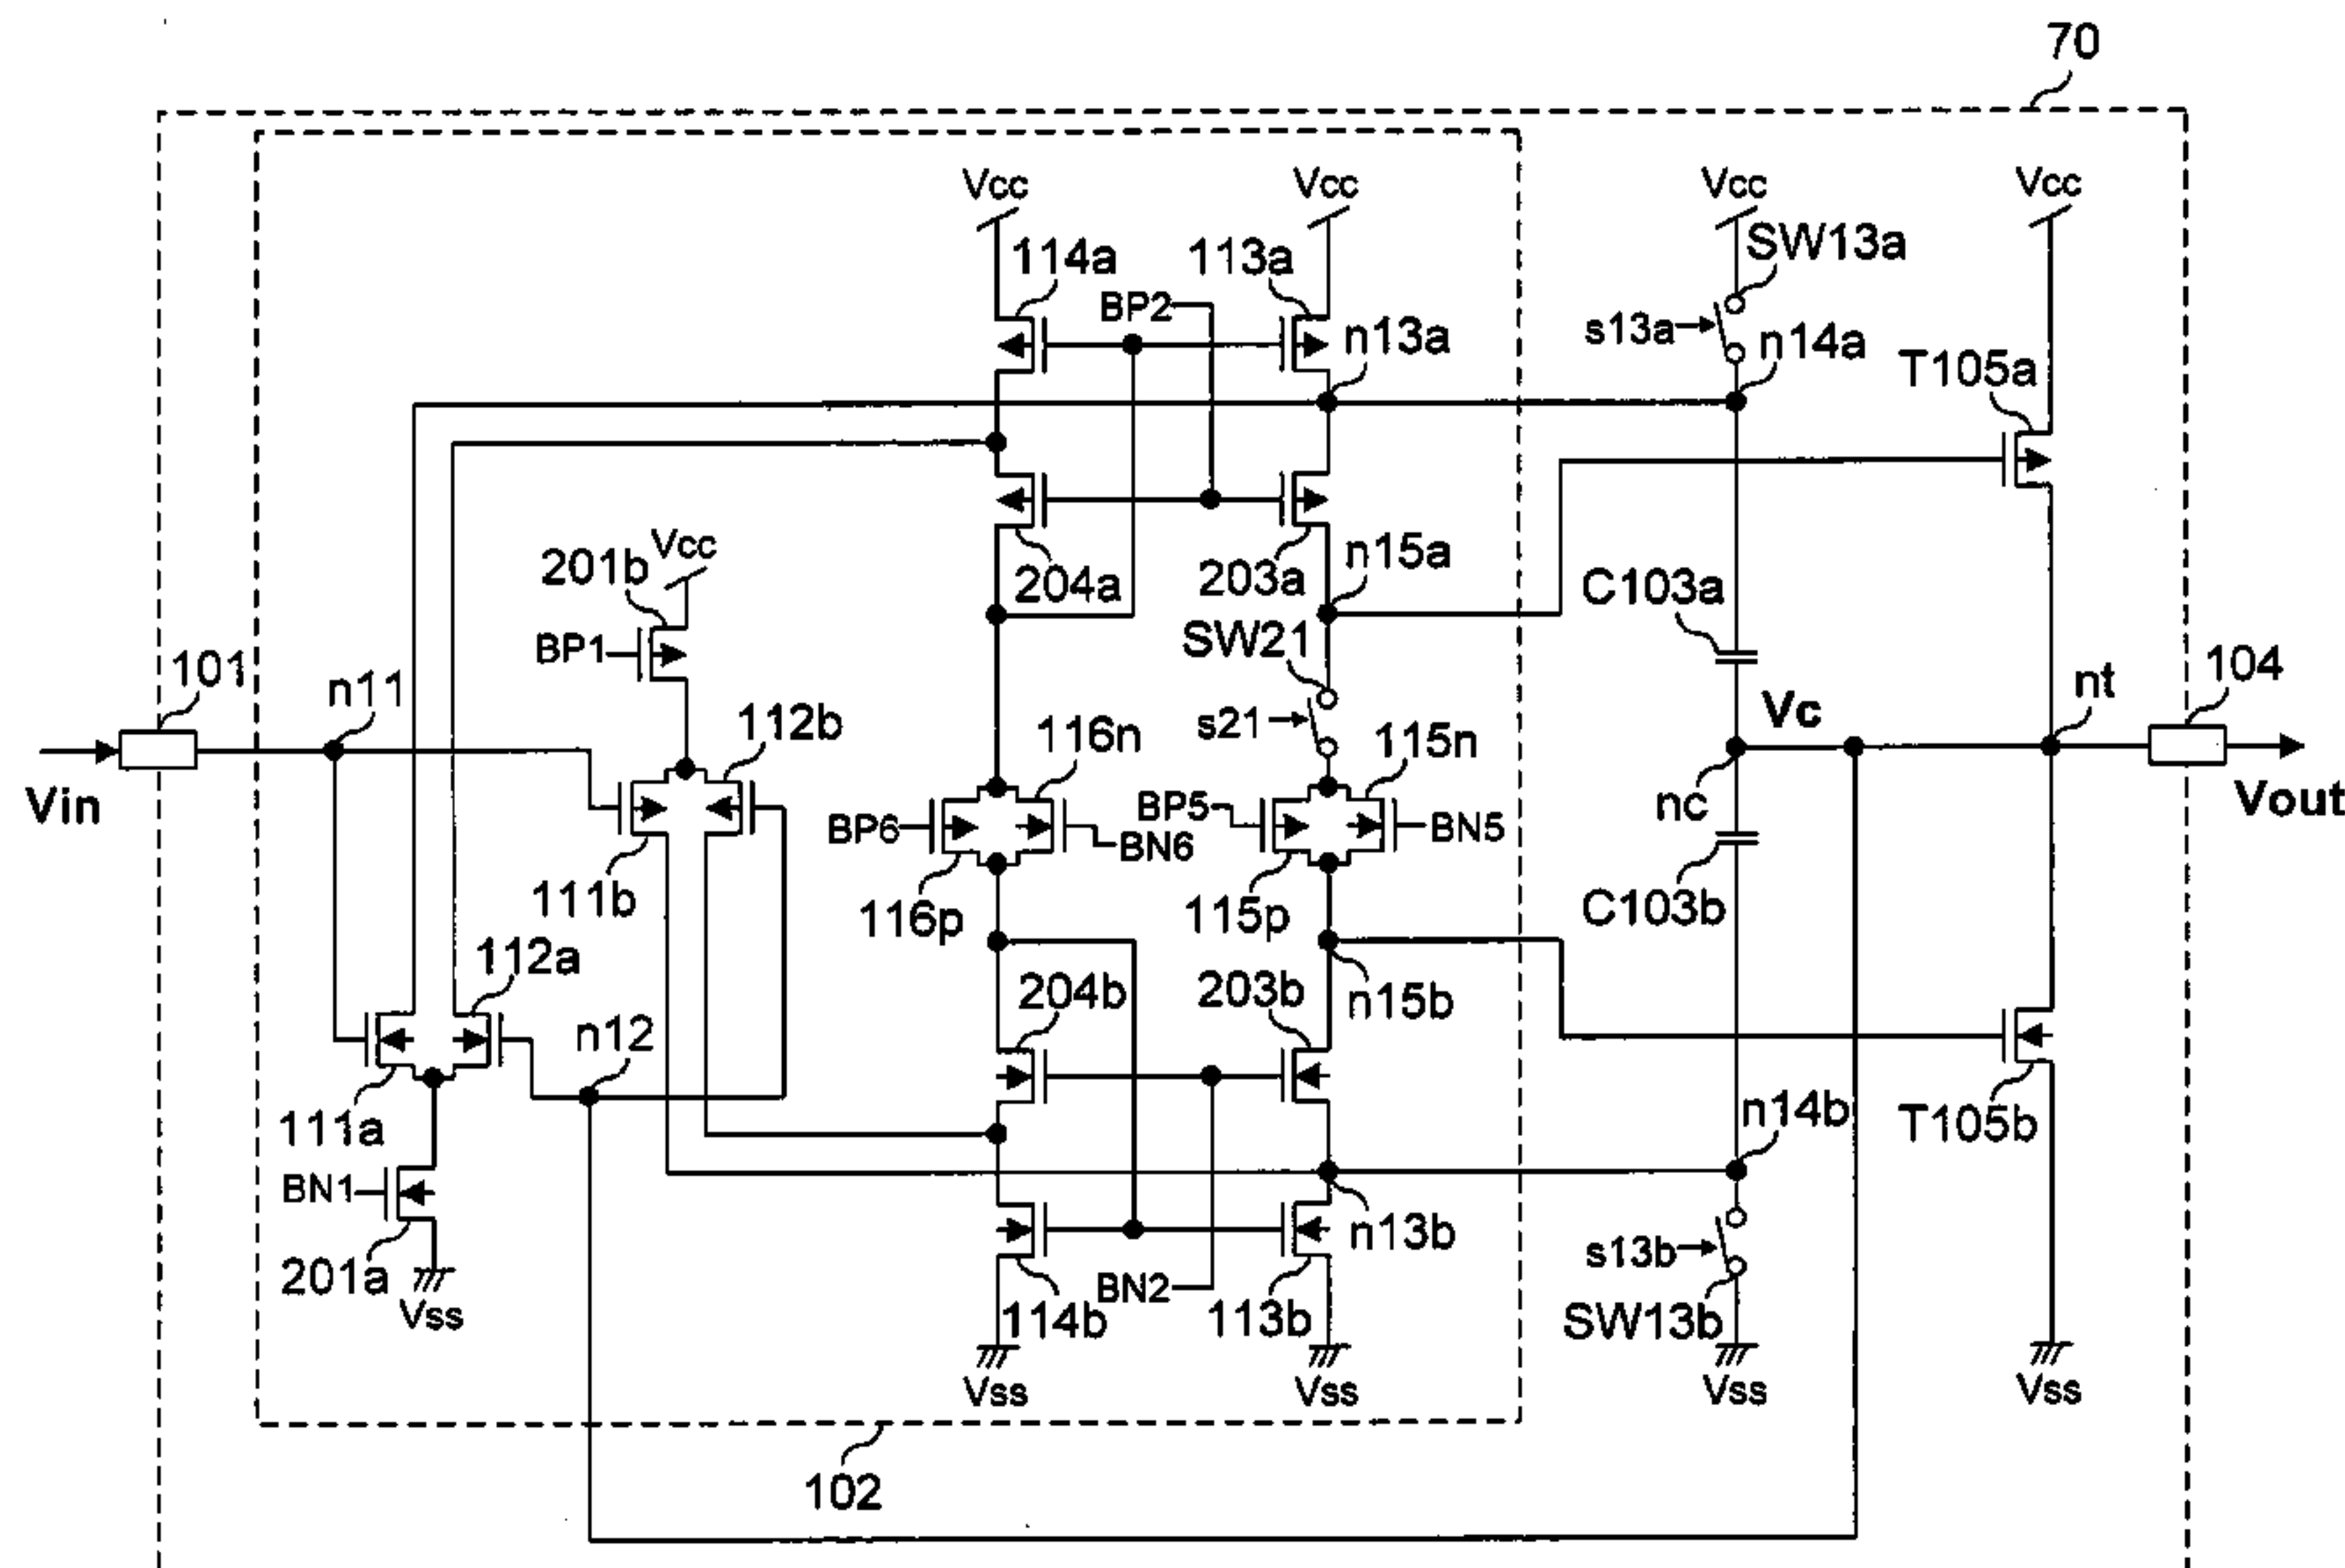 70
Vcc Vcc Vcc Vcc
SW13a
114a 113a
BP2
s13a n13a n14a
T105a
Vcc
201b n15a
204a 203a C103a
SW21
BP1
101 n11 112b 116n s21 115n Vc nt 104
Vin BP6 BN6 BP5 BN5 nc Vout
111b 116p 115p C103b
112a
204b 203b n15b
n12
111a n14b T105b
BN1
n13b
201a BN2 s13b
Vss 114b 113b SW13b
Vss Vss Vss Vss
102